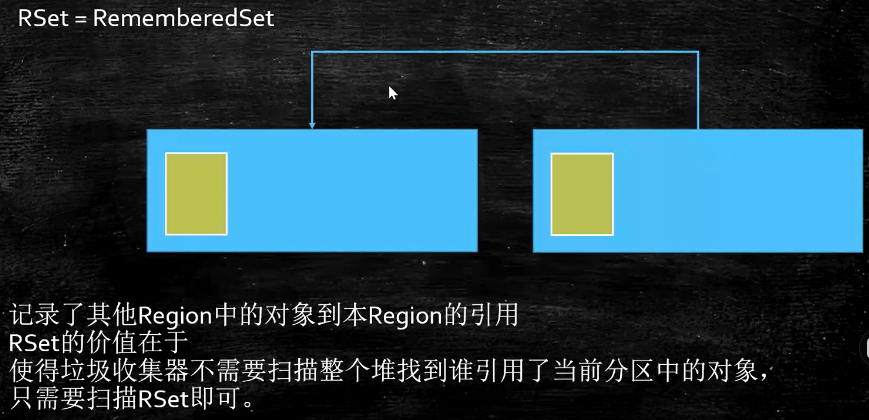 RSet = RememberedSet
记录了其他Region中的对象到本Region的引用
RSet的价值在于
使得垃圾收集器不需要扫描整个堆找到谁引用了当前分区中的对象，
只需要扫描RSet即可。